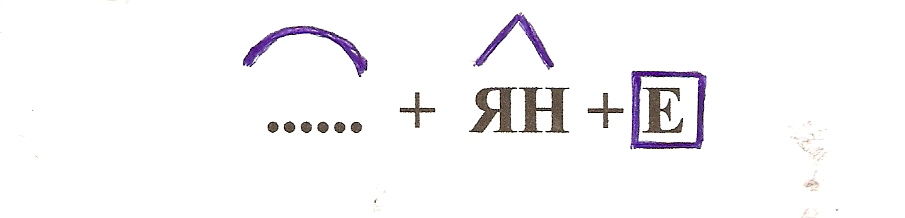 ...... + ЯН + Е